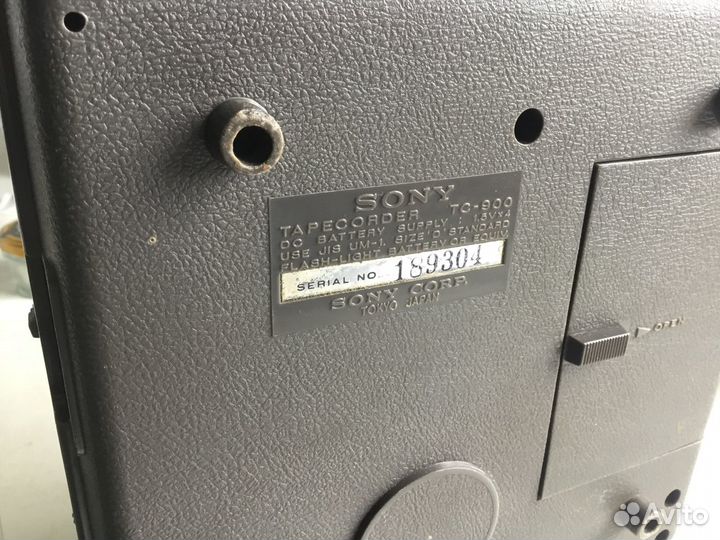 SONY
TAPECORDER TC-900
DC BATTERY SUPPLY : 1.5V×4
USE JIS UM-1. SIZE D STANDARD
FLASH-LIGHT BATTERY OR EQUIV.
SERIAL NO. 189304
SONY CORP.
TOKYO JAPAN
OPEN
Avito